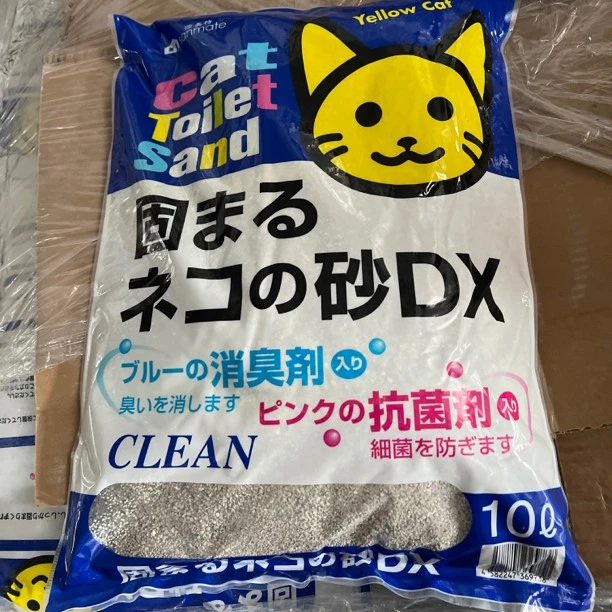 Yellow Cat
Cat
Toilet
Sand
固まる
ネコの砂DX
ブルーの消臭剤入り
臭いを消します
ピンクの抗菌剤入り
細菌を防ぎます
CLEAN
10ℓ
固まるネコの砂DX